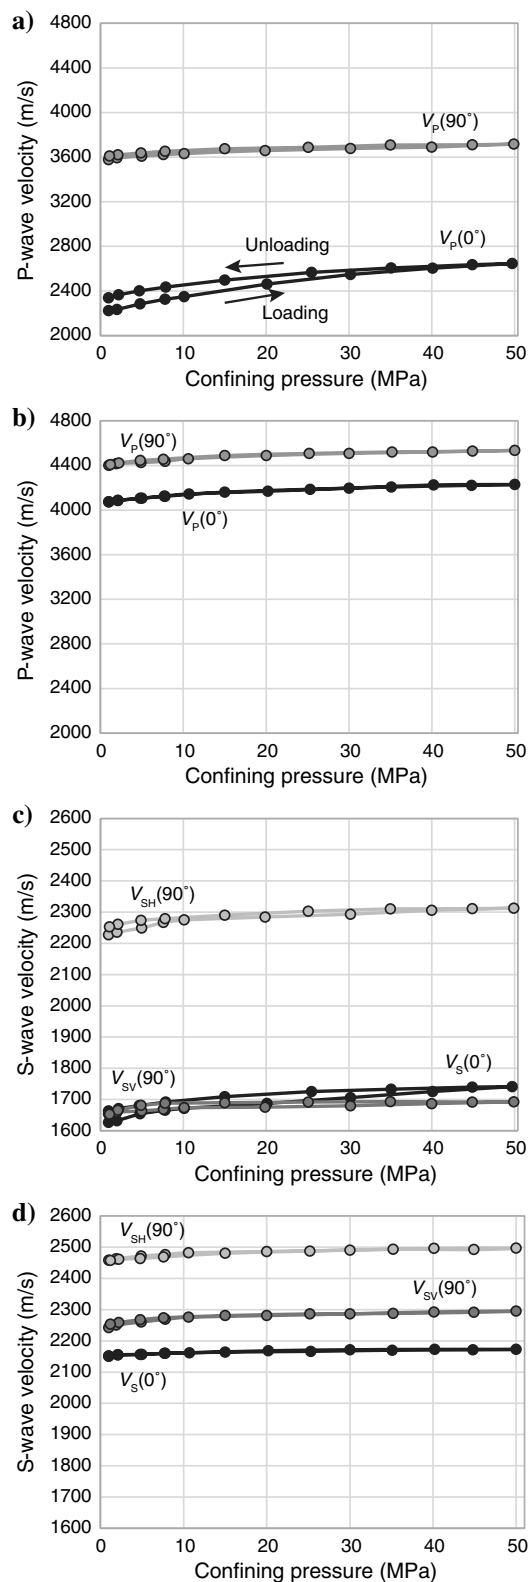 a)
4800
4400
4000
3600
3200
2800
2400
2000
P-wave velocity (m/s)
V_P(90°)
V_P(0°)
Unloading
Loading
0 10 20 30 40 50
Confining pressure (MPa)
b)
4800
4400
4000
3600
3200
2800
2400
2000
P-wave velocity (m/s)
V_P(90°)
V_P(0°)
0 10 20 30 40 50
Confining pressure (MPa)
c)
2600
2500
2400
2300
2200
2100
2000
1900
1800
1700
1600
S-wave velocity (m/s)
V_SH(90°)
V_S(0°)
V_SV(90°)
0 10 20 30 40 50
Confining pressure (MPa)
d)
2600
2500
2400
2300
2200
2100
2000
1900
1800
1700
1600
S-wave velocity (m/s)
V_SH(90°)
V_SV(90°)
V_S(0°)
0 10 20 30 40 50
Confining pressure (MPa)